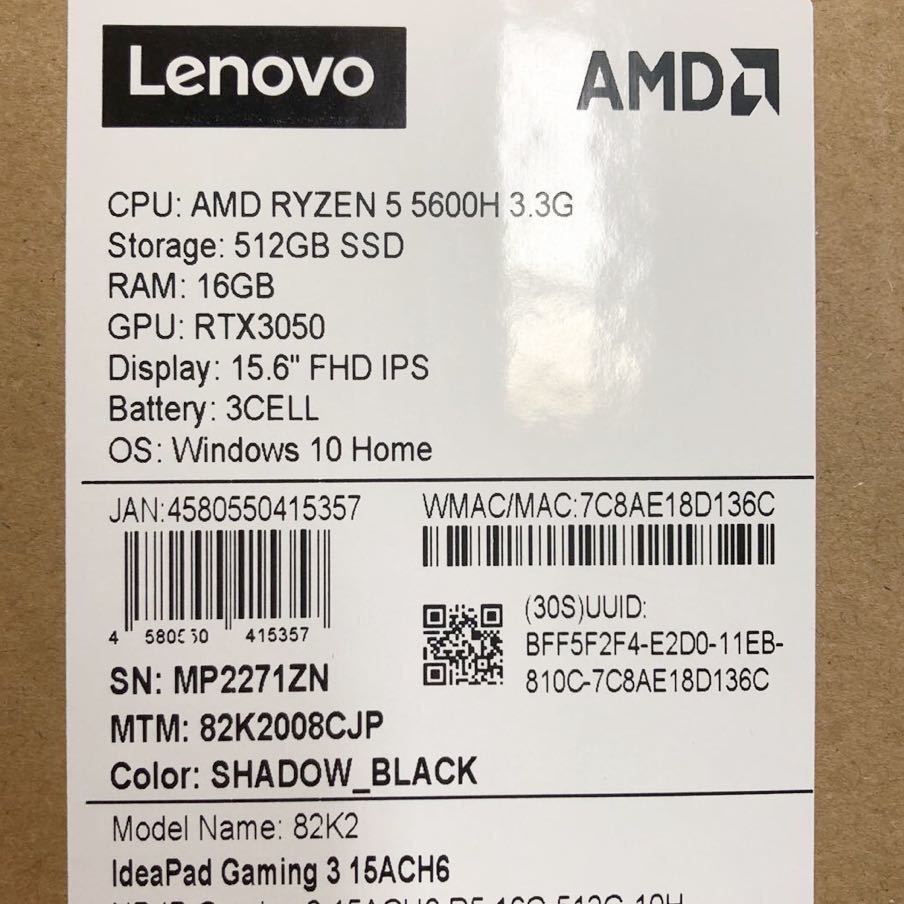 Lenovo
AMD
CPU: AMD RYZEN 5 5600H 3.3G
Storage: 512GB SSD
RAM: 16GB
GPU: RTX3050
Display: 15.6" FHD IPS
Battery: 3CELL
OS: Windows 10 Home
JAN:4580550415357
WMAC/MAC:7C8AE18D136C
4 580550 415357
(30S)UUID:
BFF5F2F4-E2D0-11EB-
810C-7C8AE18D136C
SN: MP2271ZN
MTM: 82K2008CJP
Color: SHADOW_BLACK
Model Name: 82K2
IdeaPad Gaming 3 15ACH6